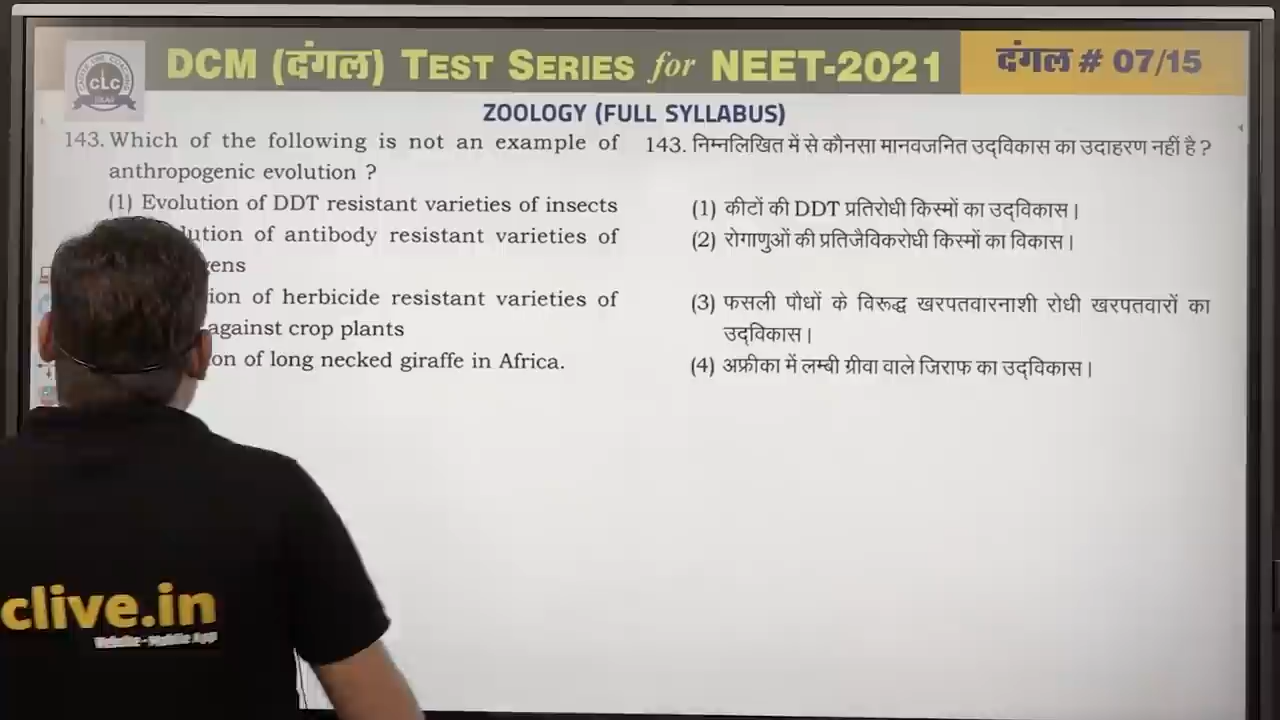 DCM (दंगल) TEST SERIES for NEET-2021
दंगल # 07/15
CLC
ZOOLOGY (FULL SYLLABUS)
143. Which of the following is not an example of
anthropogenic evolution ?
(1) Evolution of DDT resistant varieties of insects
lution of antibody resistant varieties of
gens
ion of herbicide resistant varieties of
against crop plants
on of long necked giraffe in Africa.
143. निम्नलिखित में से कौनसा मानवजनित उद्विकास का उदाहरण नहीं है ?
(1) कीटों की DDT प्रतिरोधी किस्मों का उद्विकास।
(2) रोगाणुओं की प्रतिजैविकरोधी किस्मों का विकास।
(3) फसली पौधों के विरूद्ध खरपतवारनाशी रोधी खरपतवारों का
उद्विकास।
(4) अफ्रीका में लम्बी ग्रीवा वाले जिराफ का उद्विकास।
clive.in
Website - Mobile App